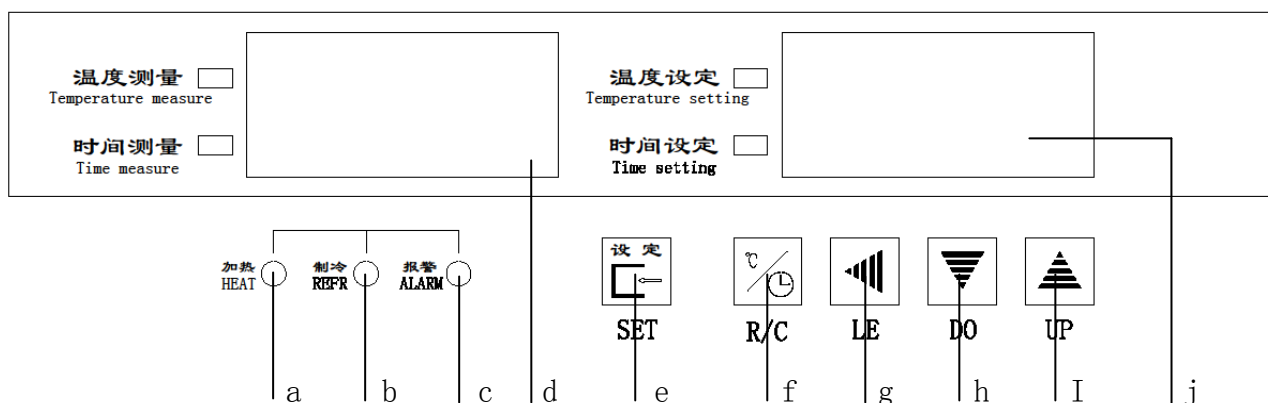 温度测量
Temperature measure
时间测量
Time measure
温度设定
Temperature setting
时间设定
Time setting
加热
HEAT
制冷
REFR
报警
ALARM
设 定
SET
℃
R/C
LE
DO
UP
a
b
c
d
e
f
g
h
I
j